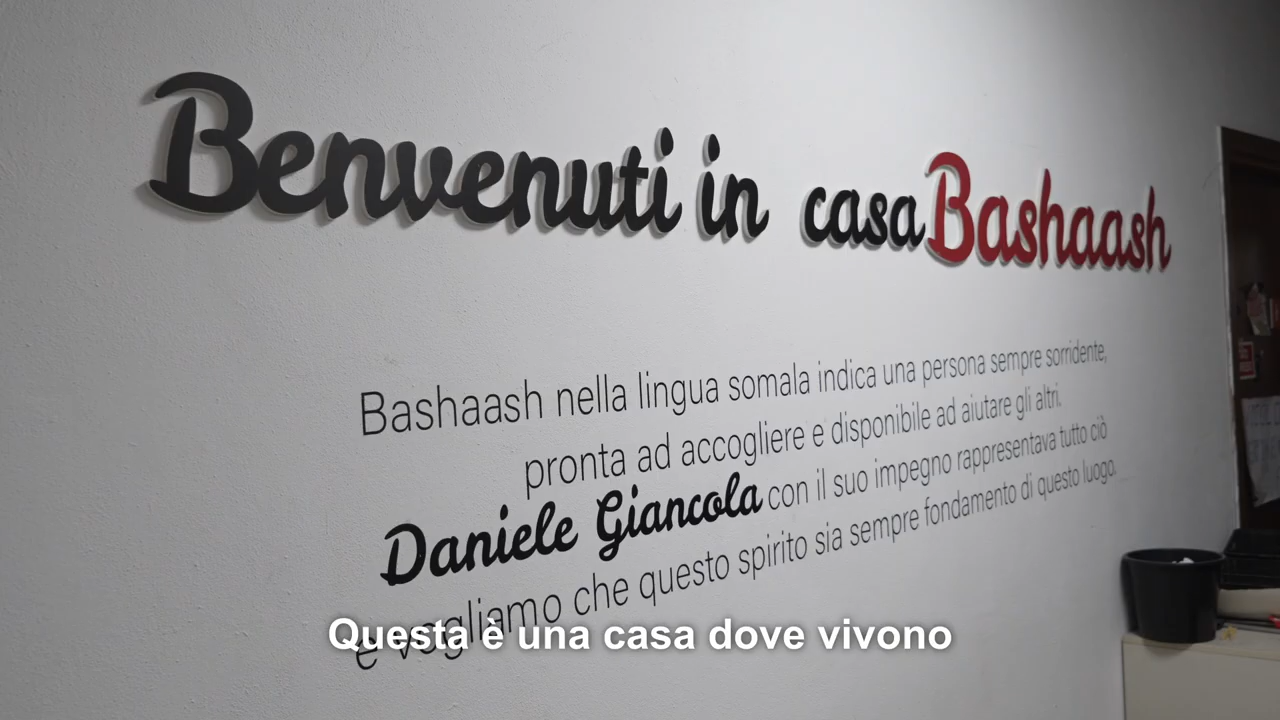 Benvenuti in casa Bashaash
Bashaash nella lingua somala indica una persona sempre sorridente,
pronta ad accogliere e disponibile ad aiutare gli altri.
Daniele Giancola con il suo impegno rappresentava tutto ciò
e vogliamo che questo spirito sia sempre fondamento di questo luogo.
Questa è una casa dove vivono